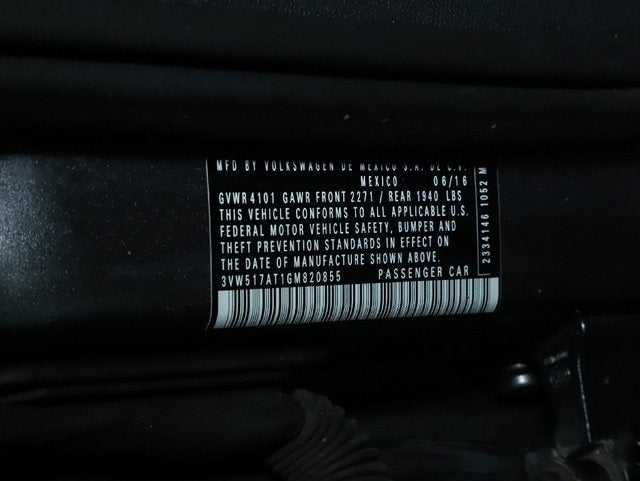 MFD BY VOLKSWAGEN DE MEXICO S.A. DE C.V.
MEXICO 06/16
GVWR 4101 GAWR FRONT 2271 / REAR 1940 LBS
THIS VEHICLE CONFORMS TO ALL APPLICABLE U.S.
FEDERAL MOTOR VEHICLE SAFETY, BUMPER AND
THEFT PREVENTION STANDARDS IN EFFECT ON
THE DATE OF MANUFACTURE SHOWN ABOVE.
3VW517AT1GM820855 PASSENGER CAR
2334146 1052 M